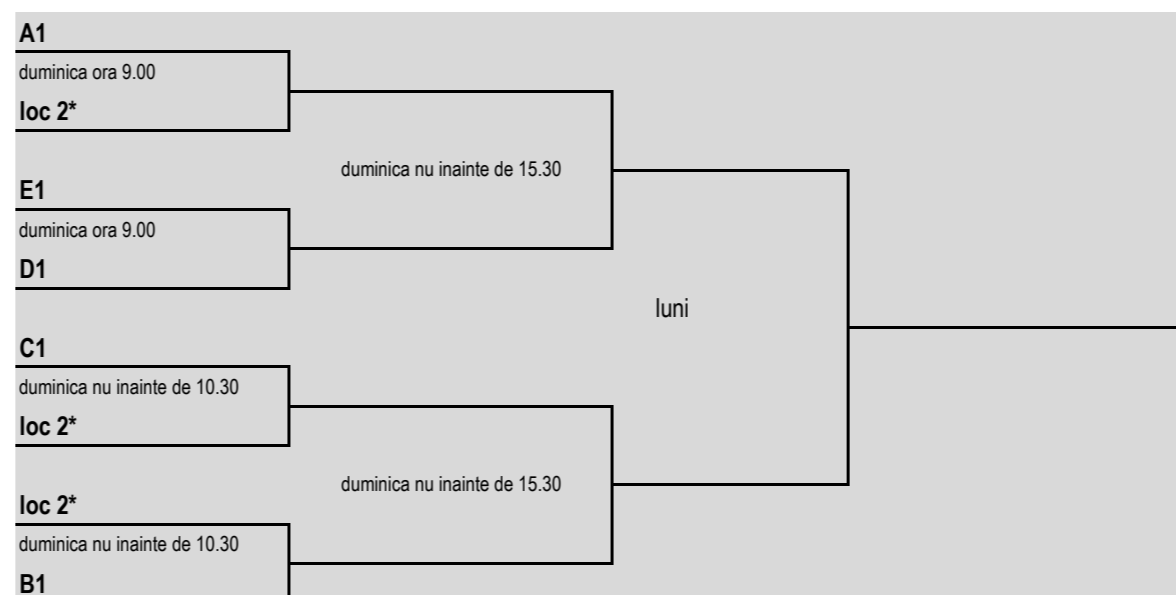 A1
duminica ora 9.00
loc 2*
duminica nu inainte de 15.30
E1
duminica ora 9.00
D1
luni
C1
duminica nu inainte de 10.30
loc 2*
duminica nu inainte de 15.30
loc 2*
duminica nu inainte de 10.30
B1